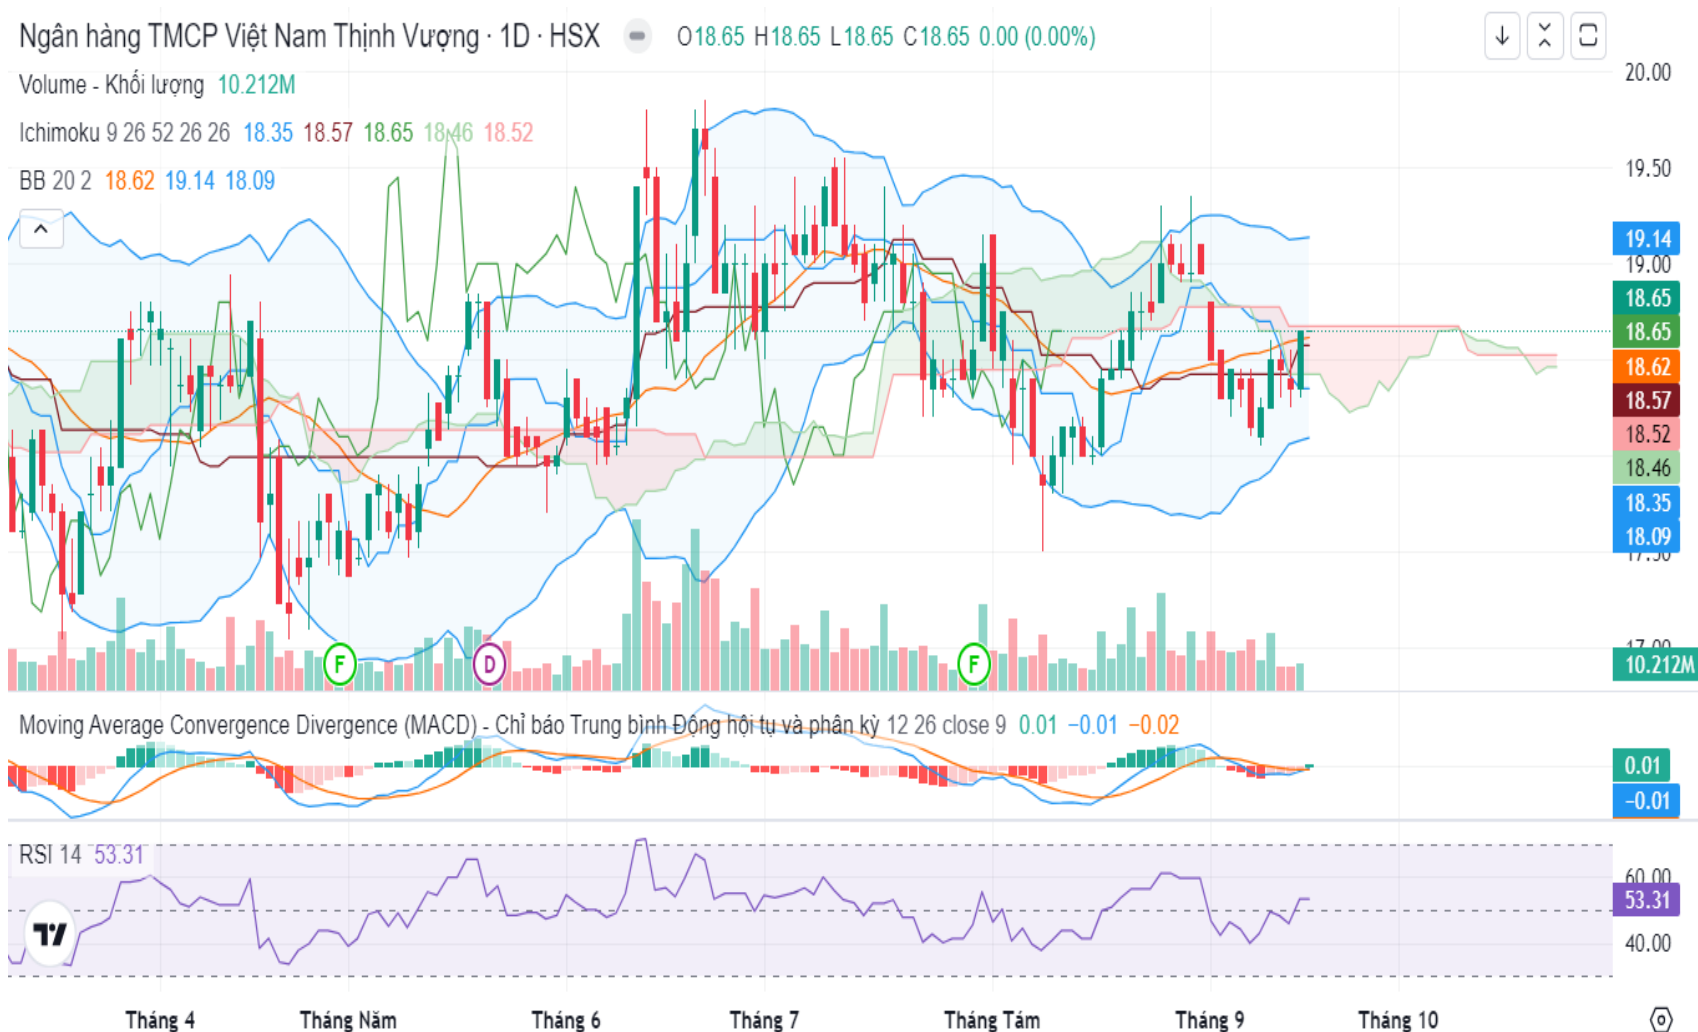 Ngân hàng TMCP Việt Nam Thịnh Vượng · 1D · HSX O18.65 H18.65 L18.65 C18.65 0.00 (0.00%)
Volume - Khối lượng 10.212M
Ichimoku 9 26 52 26 26 18.35 18.57 18.65 18.46 18.52
BB 20 2 18.62 19.14 18.09
20.00
19.50
19.14
19.00
18.65
18.65
18.62
18.57
18.52
18.46
18.35
18.09
17.50
17.00
10.212M
F
D
F
Moving Average Convergence Divergence (MACD) - Chỉ báo Trung bình Động hội tụ và phân kỳ 12 26 close 9 0.01 −0.01 −0.02
0.01
−0.01
RSI 14 53.31
60.00
53.31
40.00
Tháng 4 Tháng Năm Tháng 6 Tháng 7 Tháng Tám Tháng 9 Tháng 10